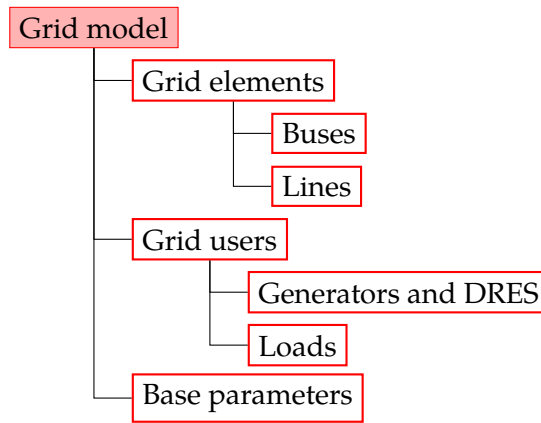 Grid model
Grid elements
Buses
Lines
Grid users
Generators and DRES
Loads
Base parameters